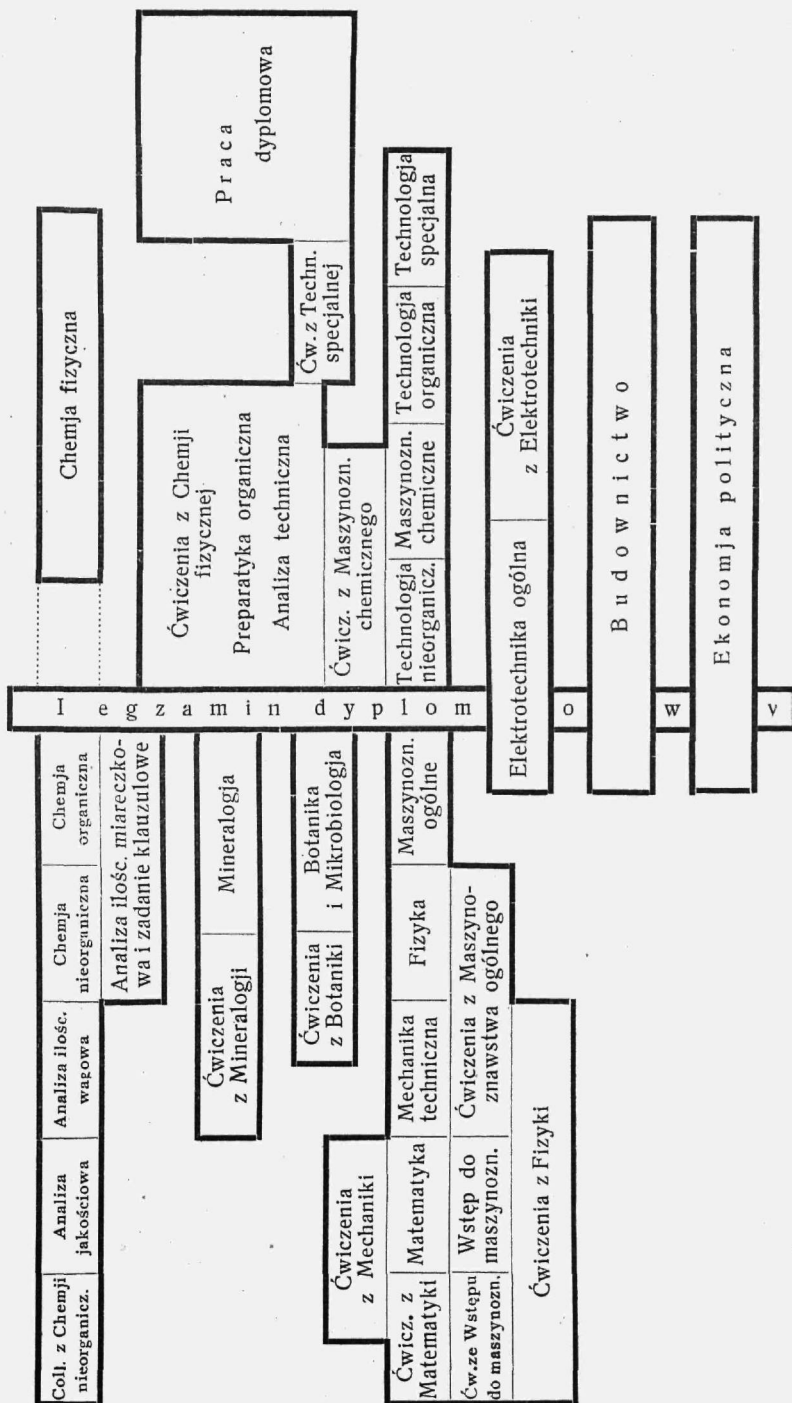 Coll. z Chemji
nieorganicz.
Analiza
jakościowa
Analiza ilośc.
wagowa
Chemja
nieorganiczna
Chemja
organiczna
Chemja fizyczna
Analiza ilośc. miareczko-
wa i zadanie klauzulowe
Ćwiczenia z Chemji
fizycznej
Preparatyka organiczna
Analiza techniczna
Praca
dyplomowa
Ćwiczenia
z Mineralogji
Mineralogja
Ćwiczenia
z Botaniki
Botanika
i Mikrobiologja
Ćw. z Techn.
specjalnej
Ćwiczenia
z Mechaniki
Ćwicz. z Maszynozn.
chemicznego
Ćwicz. z
Matematyki
Matematyka
Mechanika
techniczna
Fizyka
Maszynozn.
ogólne
Technologja
nieorganicz.
Maszynozn.
chemiczne
Technologja
organiczna
Technologja
specjalna
Ćw. ze Wstępu
do maszynozn.
Wstęp do
maszynozn.
Ćwiczenia z Maszyno-
znawstwa ogólnego
Ćwiczenia z Fizyki
Elektrotechnika ogólna
Ćwiczenia
z Elektrotechniki
Budownictwo
Ekonomja polityczna
I egzamin dyplomowy